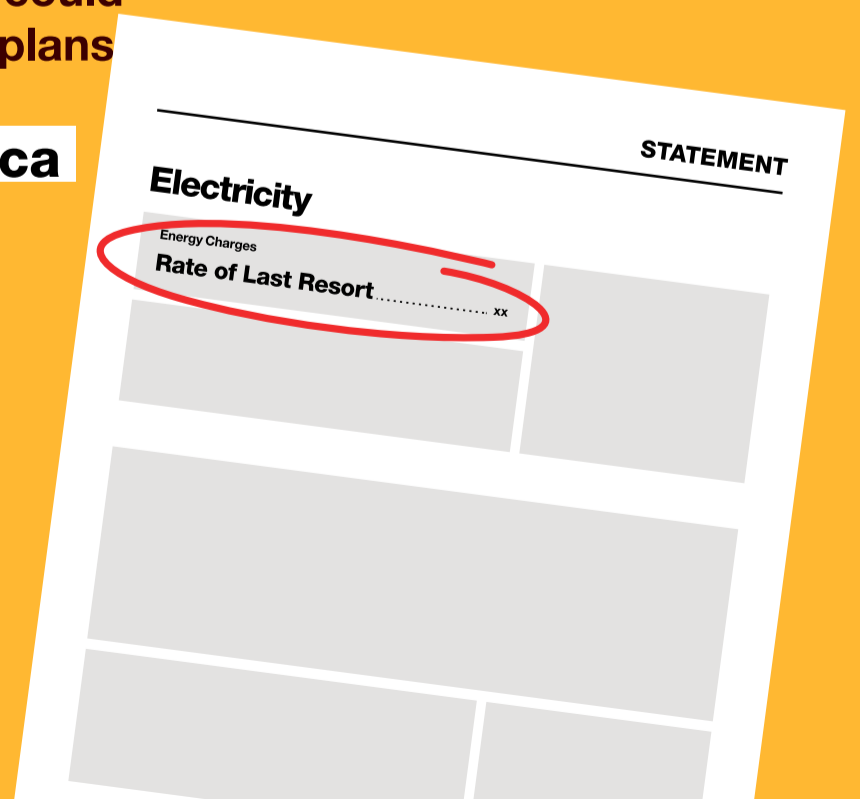 could
plans
ca
STATEMENT
Electricity
Energy Charges
Rate of Last Resort.................... xx